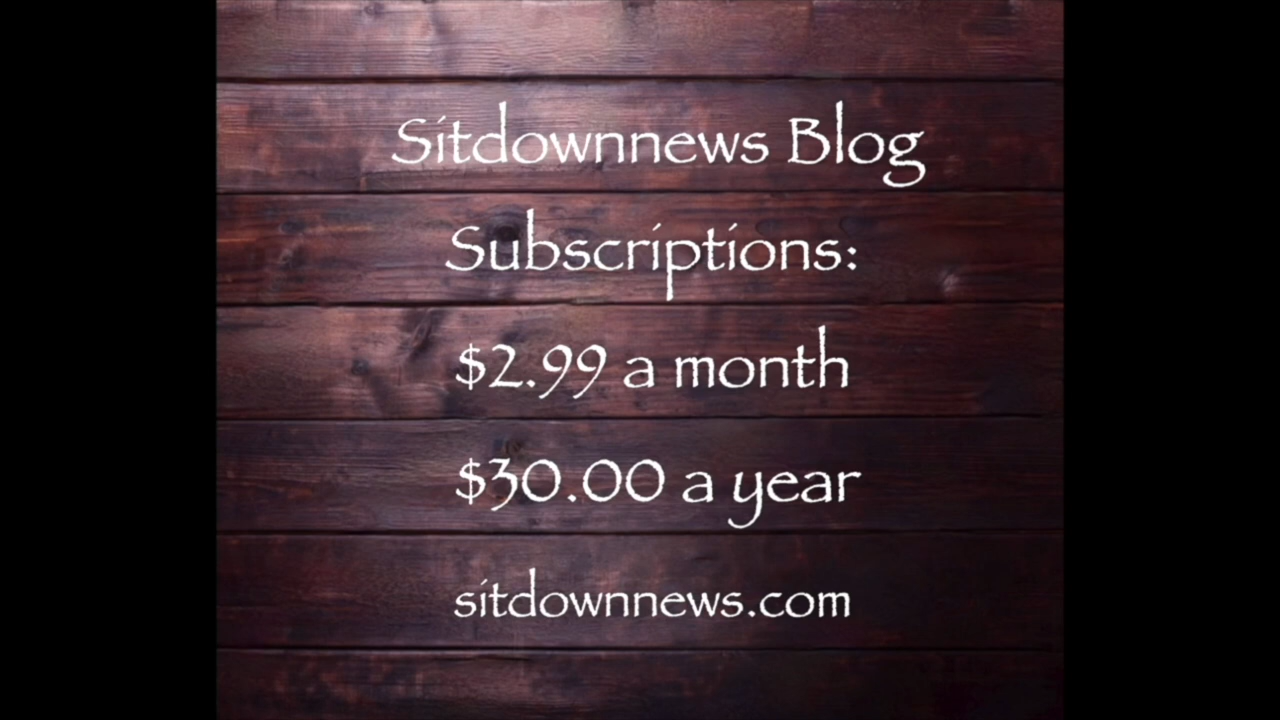 Sitdownnews Blog
Subscriptions:
$2.99 a month
$30.00 a year
sitdownnews.com